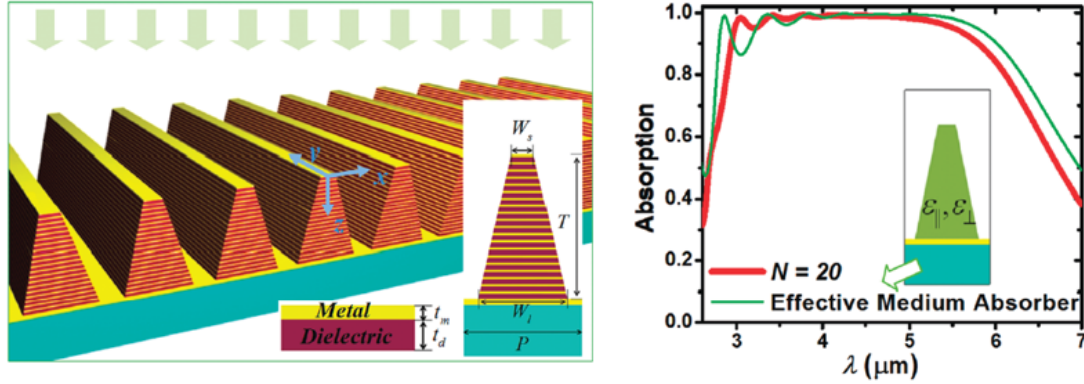 Y
X
Z
W_s
T
W_l
P
Metal
t_m
Dielectric
t_d
Absorption
1.0
0.8
0.6
0.4
0.2
0.0
ε_∥, ε_⊥
N = 20
Effective Medium Absorber
3
4
5
6
7
λ (μm)